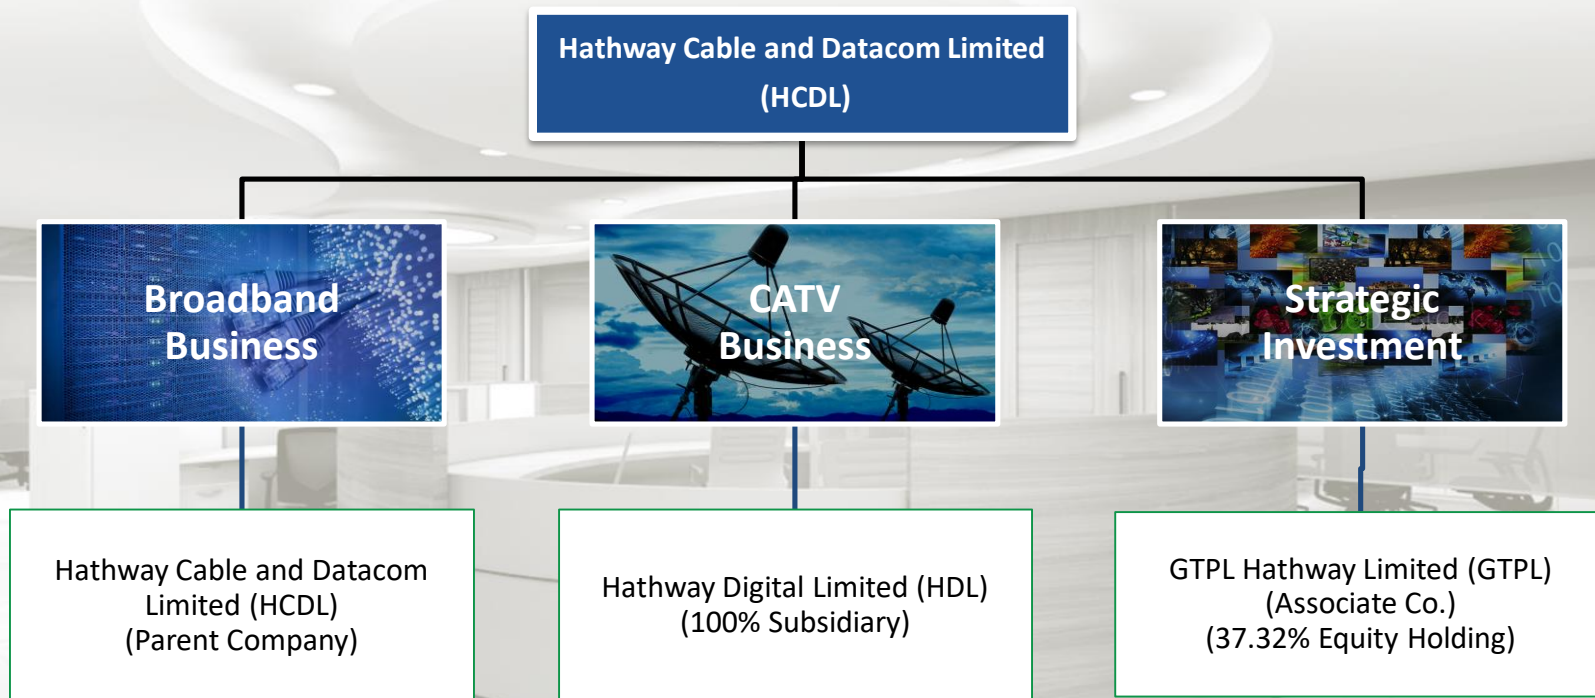 Hathway Cable and Datacom Limited
(HCDL)
Broadband
Business
CATV
Business
Strategic
Investment
Hathway Cable and Datacom
Limited (HCDL)
(Parent Company)
Hathway Digital Limited (HDL)
(100% Subsidiary)
GTPL Hathway Limited (GTPL)
(Associate Co.)
(37.32% Equity Holding)